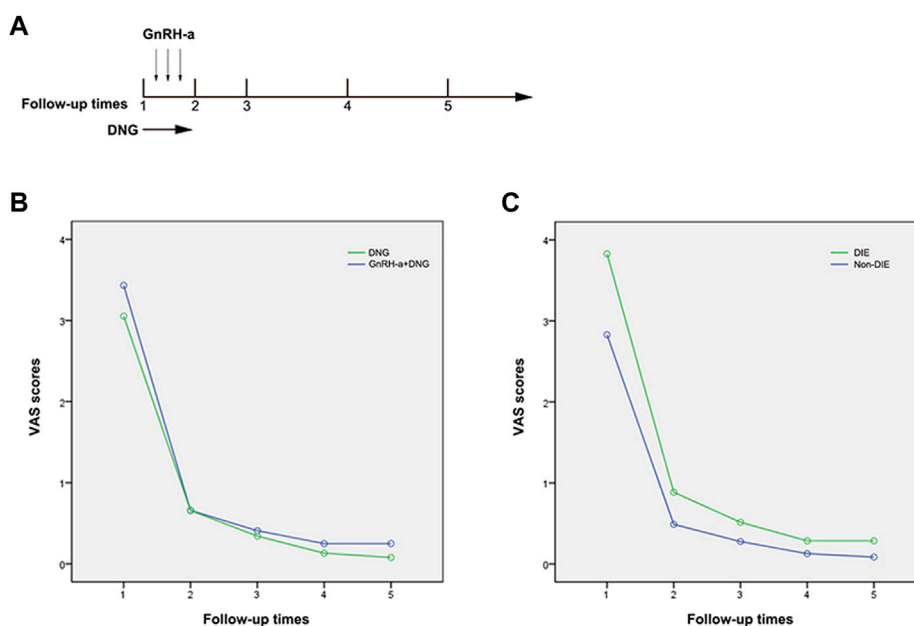 A
GnRH-a
Follow-up times 1 2 3 4 5
DNG
B
4
3
2
1
0
VAS scores
DNG
GnRH-a+DNG
1 2 3 4 5
Follow-up times
C
4
3
2
1
0
VAS scores
DIE
Non-DIE
1 2 3 4 5
Follow-up times